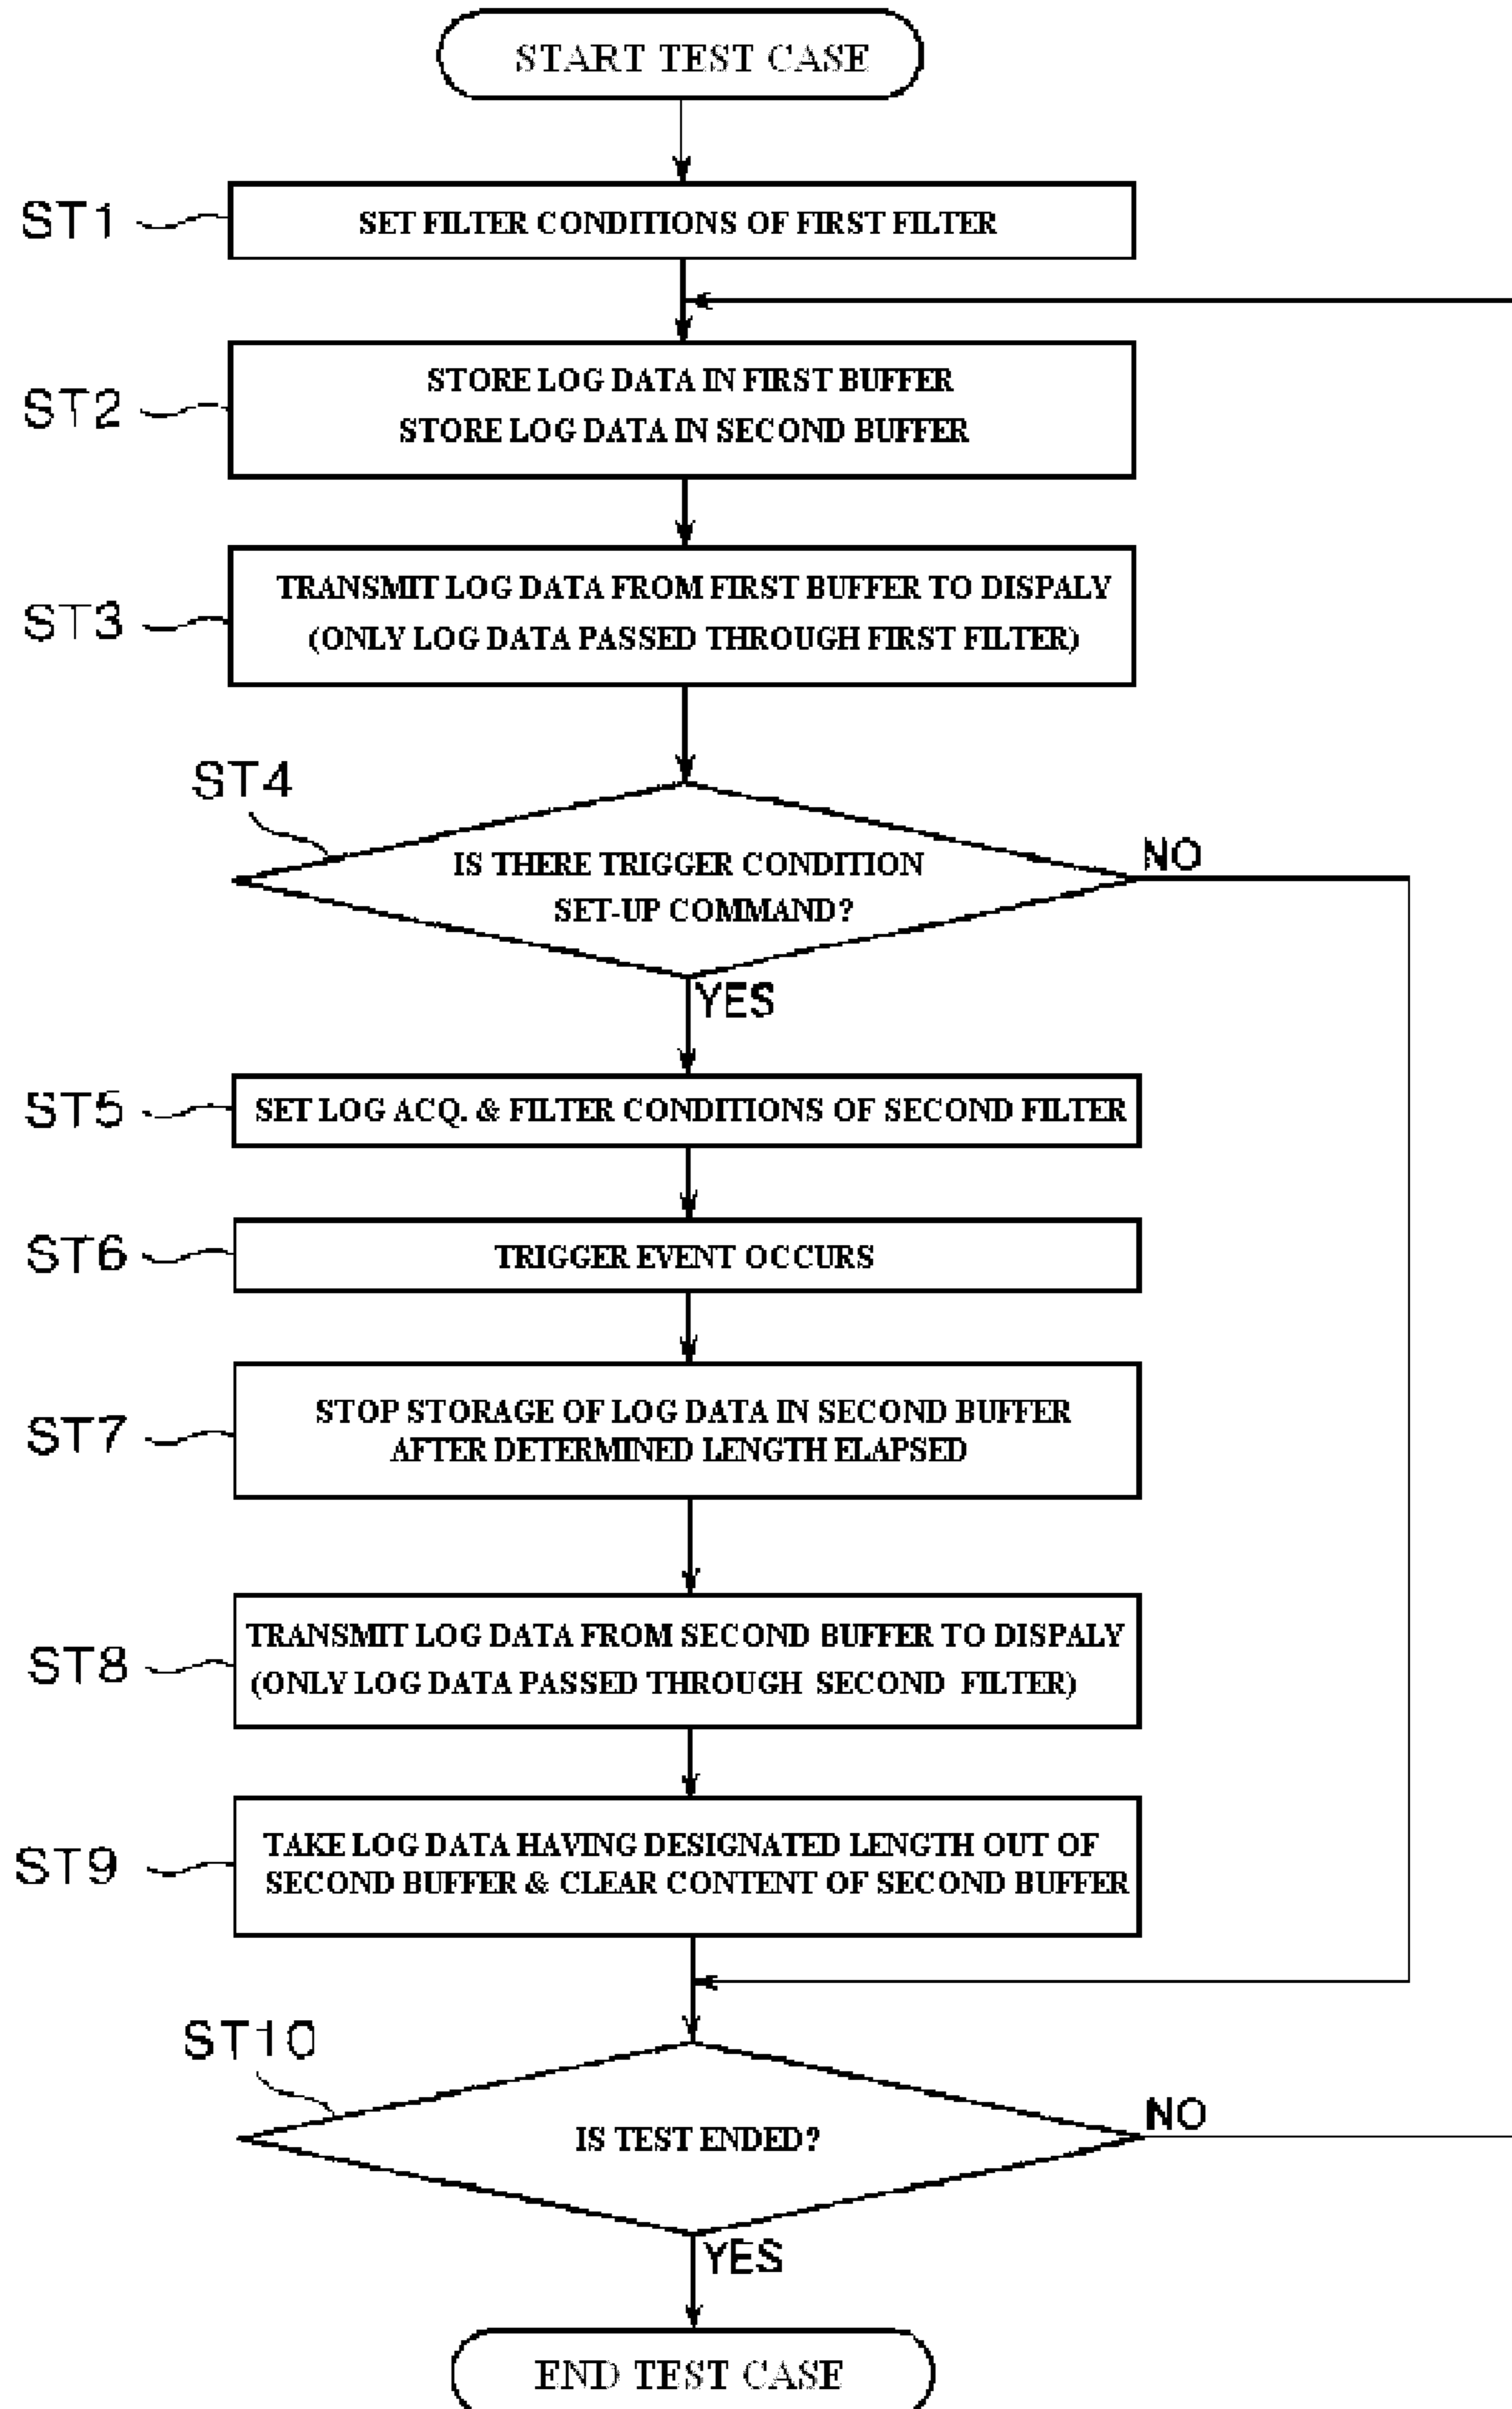 START TEST CASE
ST1
SET FILTER CONDITIONS OF FIRST FILTER
ST2
STORE LOG DATA IN FIRST BUFFER
STORE LOG DATA IN SECOND BUFFER
ST3
TRANSMIT LOG DATA FROM FIRST BUFFER TO DISPALY
(ONLY LOG DATA PASSED THROUGH FIRST FILTER)
ST4
IS THERE TRIGGER CONDITION
SET-UP COMMAND?
NO
YES
ST5
SET LOG ACQ. & FILTER CONDITIONS OF SECOND FILTER
ST6
TRIGGER EVENT OCCURS
ST7
STOP STORAGE OF LOG DATA IN SECOND BUFFER
AFTER DETERMINED LENGTH ELAPSED
ST8
TRANSMIT LOG DATA FROM SECOND BUFFER TO DISPALY
(ONLY LOG DATA PASSED THROUGH SECOND FILTER)
ST9
TAKE LOG DATA HAVING DESIGNATED LENGTH OUT OF
SECOND BUFFER & CLEAR CONTENT OF SECOND BUFFER
ST10
IS TEST ENDED?
NO
YES
END TEST CASE